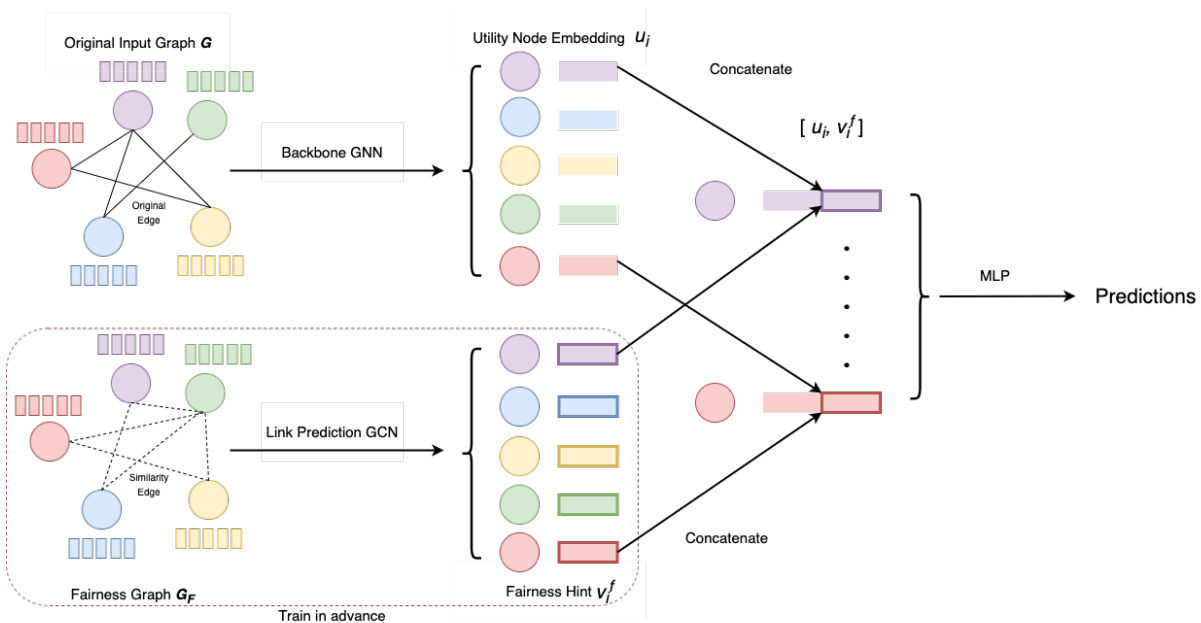 Original Input Graph G
Utility Node Embedding u_i
Concatenate
[ u_i, v_i^f ]
Backbone GNN
Original
Edge
MLP
Predictions
Link Prediction GCN
Similarity
Edge
Concatenate
Fairness Graph G_F
Fairness Hint v_i^f
Train in advance